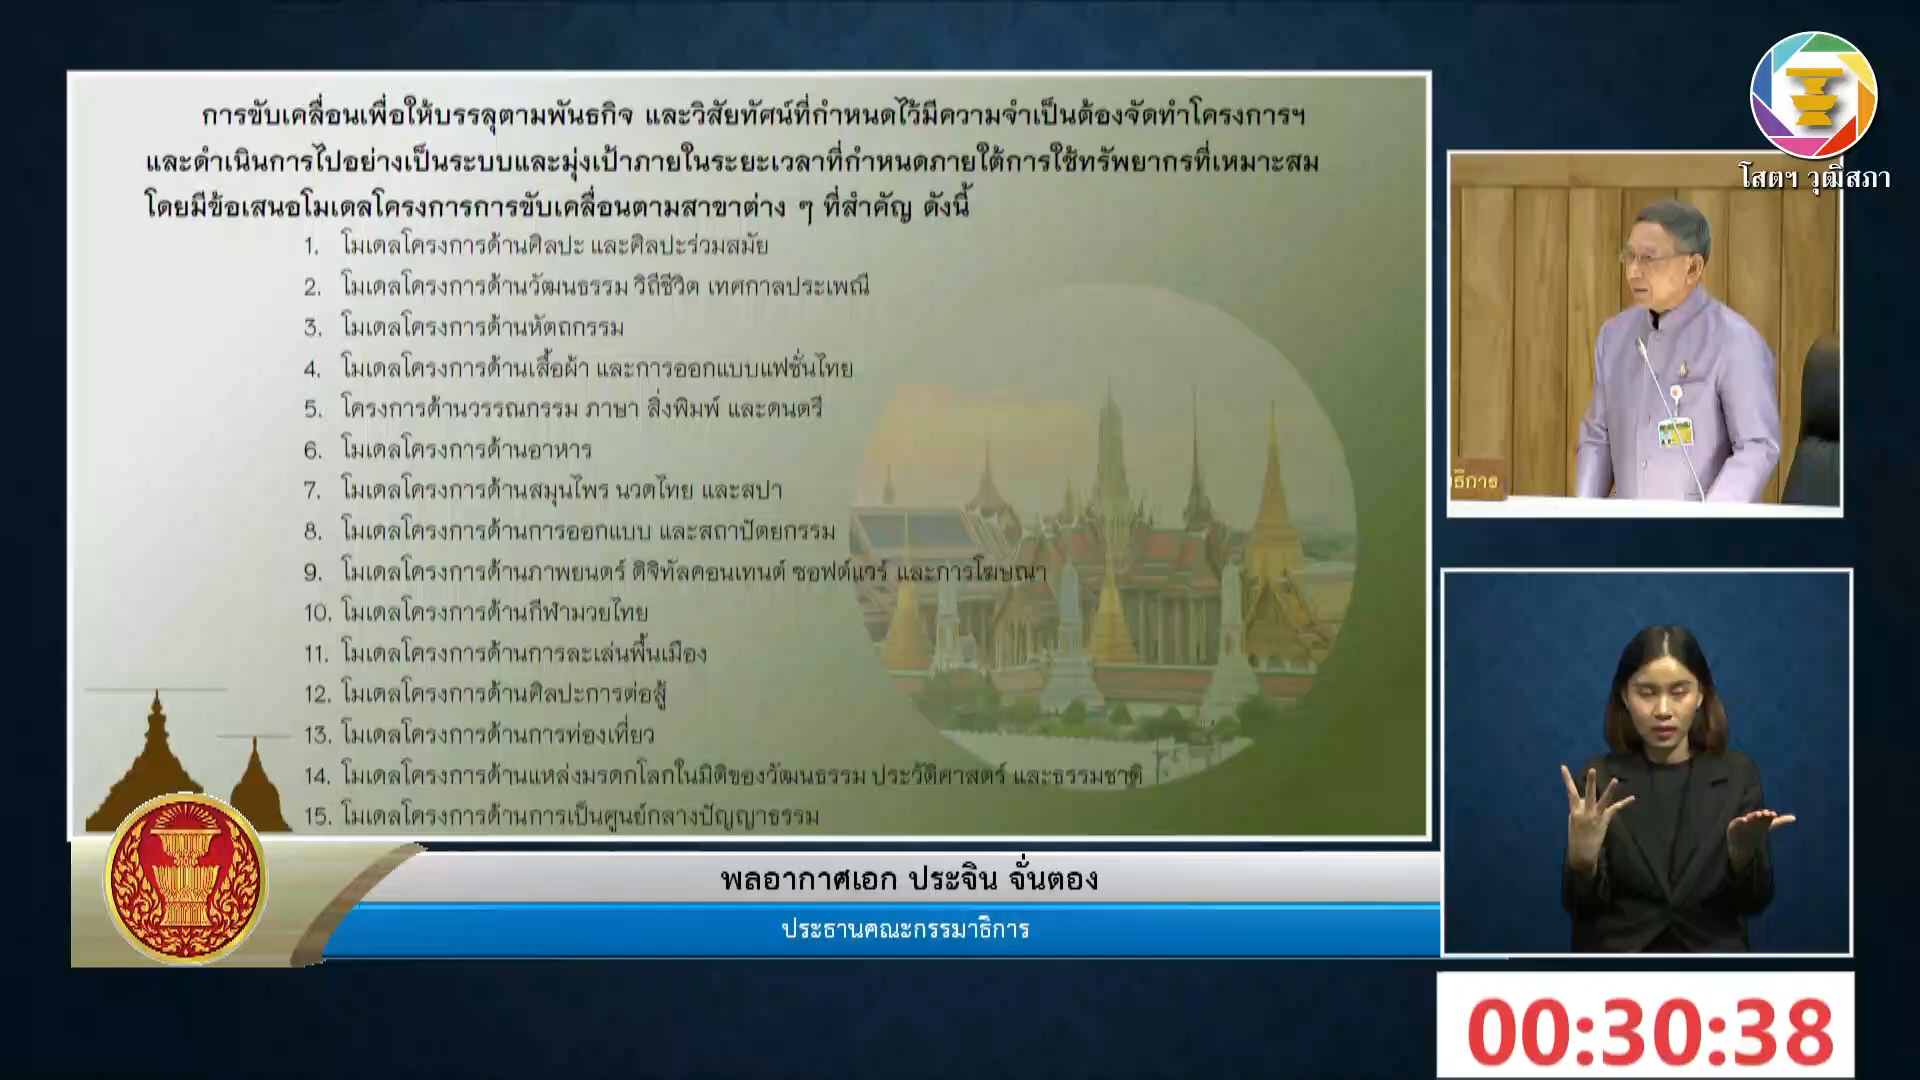 การขับเคลื่อนเพื่อให้บรรลุตามพันธกิจ และวิสัยทัศน์ที่กำหนดไว้มีความจำเป็นต้องจัดทำโครงการฯ
และดำเนินการไปอย่างเป็นระบบและมุ่งเป้าภายในระยะเวลาที่กำหนดภายใต้การใช้ทรัพยากรที่เหมาะสม
โดยมีข้อเสนอโมเดลโครงการการขับเคลื่อนตามสาขาต่าง ๆ ที่สำคัญ ดังนี้
1. โมเดลโครงการด้านศิลปะ และศิลปะร่วมสมัย
2. โมเดลโครงการด้านวัฒนธรรม วิถีชีวิต เทศกาลประเพณี
3. โมเดลโครงการด้านหัตถกรรม
4. โมเดลโครงการด้านเสื้อผ้า และการออกแบบแฟชั่นไทย
5. โครงการด้านวรรณกรรม ภาษา สิ่งพิมพ์ และดนตรี
6. โมเดลโครงการด้านอาหาร
7. โมเดลโครงการด้านสมุนไพร นวดไทย และสปา
8. โมเดลโครงการด้านการออกแบบ และสถาปัตยกรรม
9. โมเดลโครงการด้านภาพยนตร์ ดิจิทัลคอนเทนต์ ซอฟต์แวร์ และการโฆษณา
10. โมเดลโครงการด้านกีฬามวยไทย
11. โมเดลโครงการด้านการละเล่นพื้นเมือง
12. โมเดลโครงการด้านศิลปะการต่อสู้
13. โมเดลโครงการด้านการท่องเที่ยว
14. โมเดลโครงการด้านแหล่งมรดกโลกในมิติของวัฒนธรรม ประวัติศาสตร์ และธรรมชาติ
15. โมเดลโครงการด้านการเป็นศูนย์กลางปัญญาธรรม
โสตฯ วุฒิสภา
พลอากาศเอก ประจิน จั่นตอง
ประธานคณะกรรมาธิการ
00:30:38